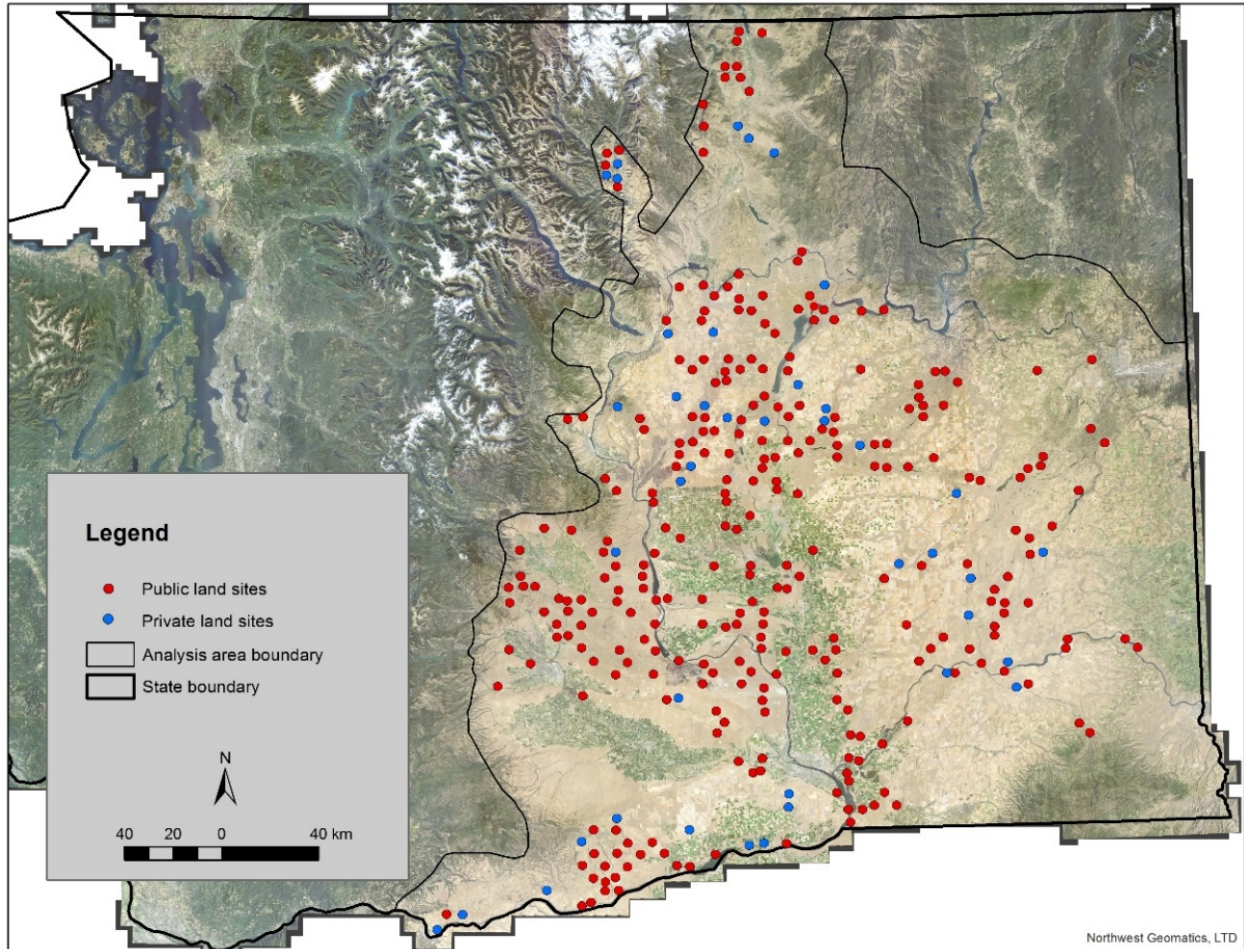 Legend
Public land sites
Private land sites
Analysis area boundary
State boundary
N
40 20 0 40 km
Northwest Geomatics, LTD